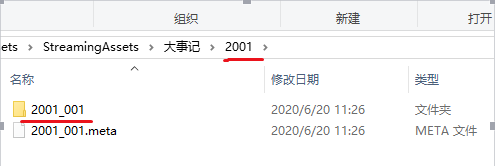 组织 新建 打开
ets > StreamingAssets > 大事记 > 2001 >
名称 修改日期 类型
2001_001 2020/6/20 11:26 文件夹
2001_001.meta 2020/6/20 11:26 META 文件